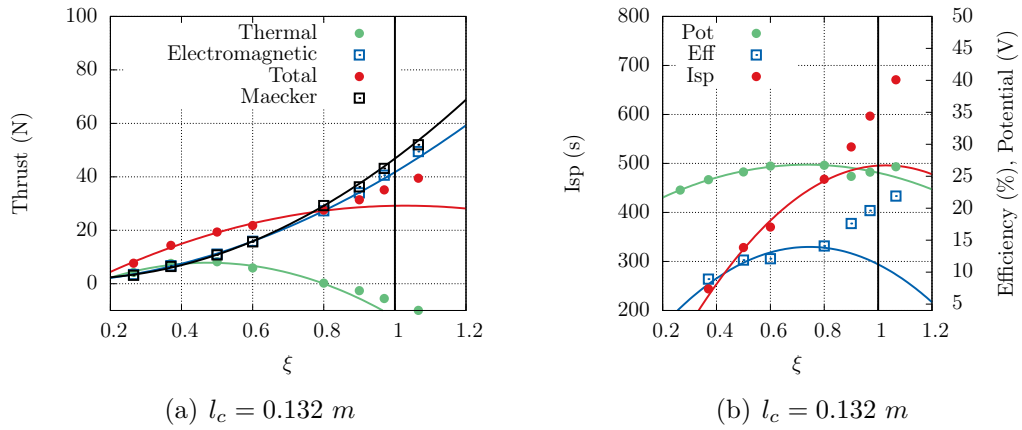 100
80
60
40
20
0
0.2
0.4
0.6
0.8
1
1.2
Thrust (N)
ξ
Thermal
Electromagnetic
Total
Maecker
(a) l_c = 0.132 m
800
700
600
500
400
300
200
0.2
0.4
0.6
0.8
1
1.2
Isp (s)
ξ
Pot
Eff
Isp
50
45
40
35
30
25
20
15
10
5
Efficiency (%), Potential (V)
(b) l_c = 0.132 m